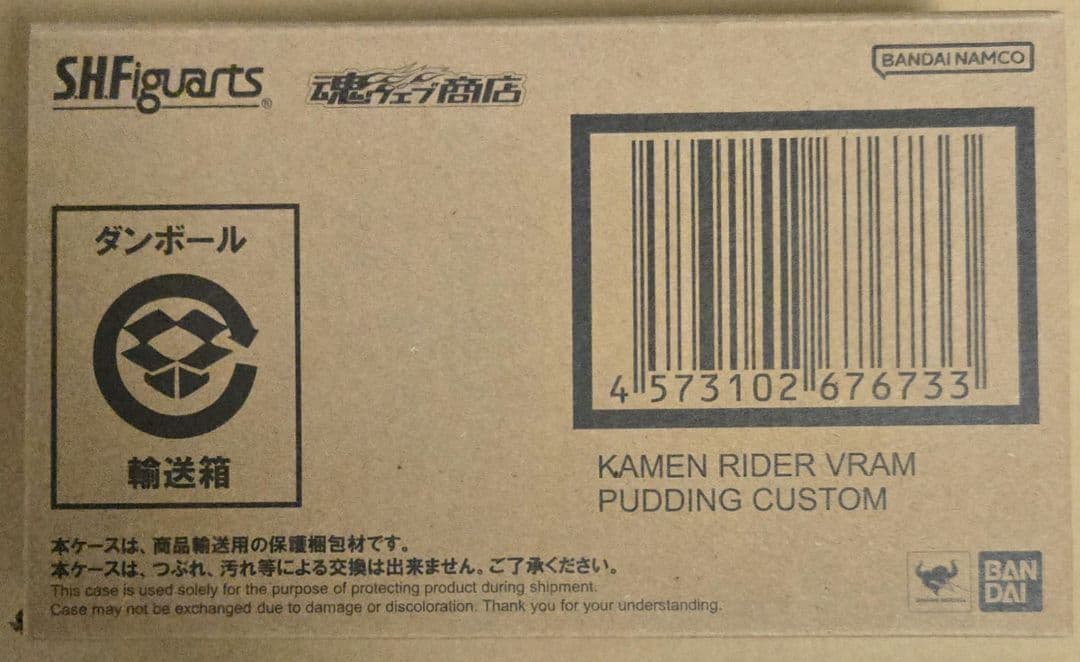 S.H.Figuarts®
魂ウェブ商店
BANDAI NAMCO
ダンボール
輸送箱
4 573102 676733
KAMEN RIDER VRAM
PUDDING CUSTOM
本ケースは、商品輸送用の保護梱包材です。
本ケースは、つぶれ、汚れ等による交換は出来ません。ご了承ください。
This case is used solely for the purpose of protecting product during shipment.
Case may not be exchanged due to damage or discoloration. Thank you for your understanding.
BAN
DAI